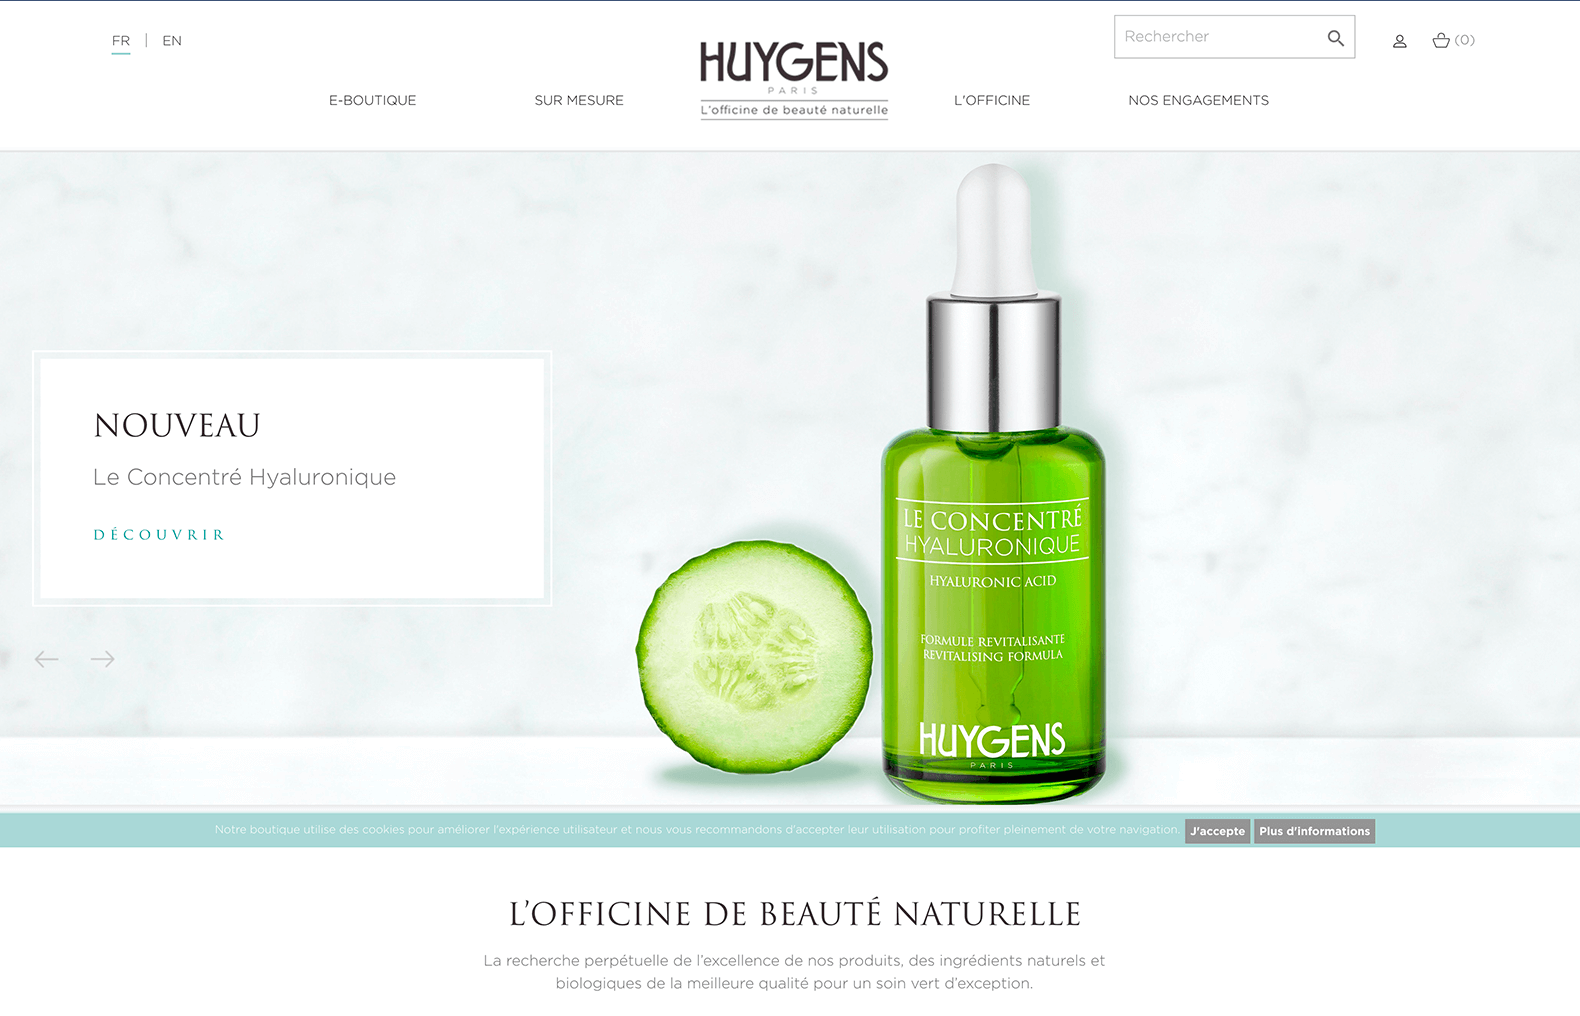 FR | EN
Rechercher
(0)
HUYGENS
PARIS
L'officine de beauté naturelle
E-BOUTIQUE
SUR MESURE
L'OFFICINE
NOS ENGAGEMENTS
NOUVEAU
Le Concentré Hyaluronique
DÉCOUVRIR
LE CONCENTRÉ
HYALURONIQUE
HYALURONIC ACID
FORMULE REVITALISANTE
REVITALISING FORMULA
HUYGENS
PARIS
Notre boutique utilise des cookies pour améliorer l'expérience utilisateur et nous vous recommandons d'accepter leur utilisation pour profiter pleinement de votre navigation. J'accepte Plus d'informations
L'OFFICINE DE BEAUTÉ NATURELLE
La recherche perpétuelle de l'excellence de nos produits, des ingrédients naturels et
biologiques de la meilleure qualité pour un soin vert d'exception.